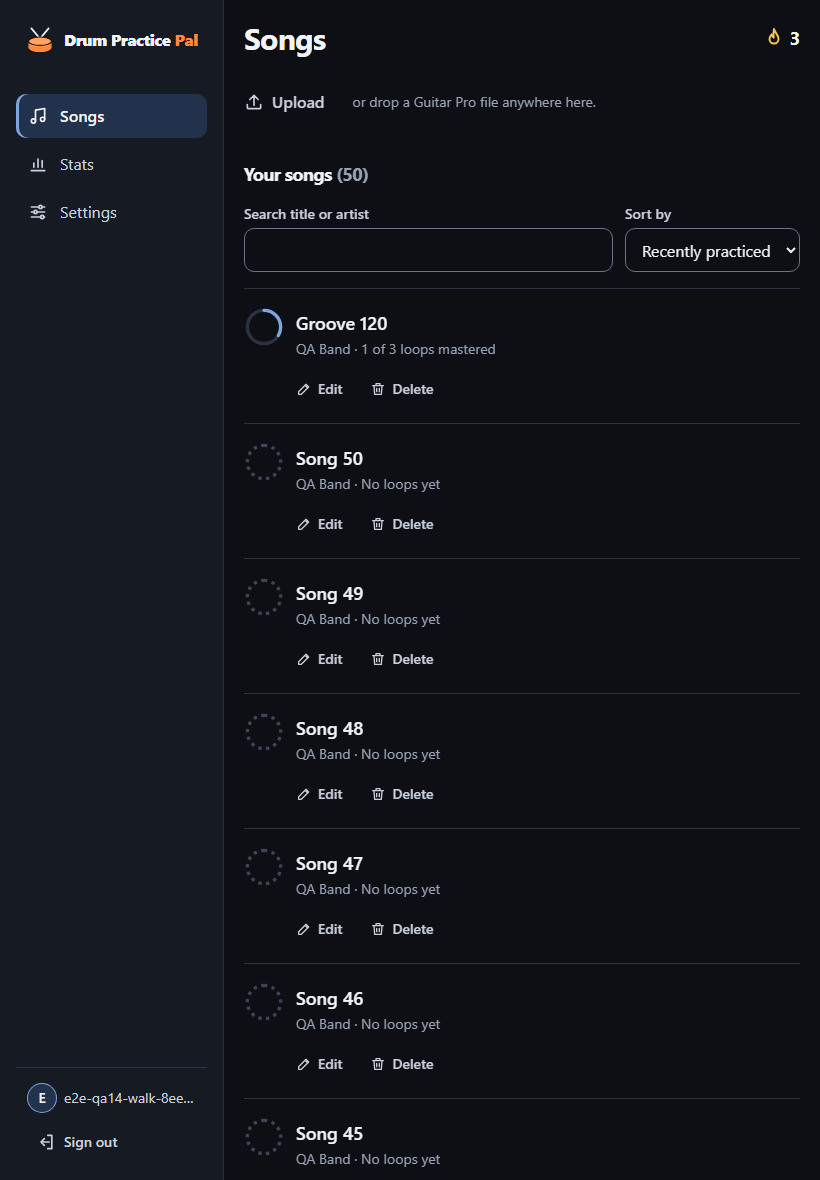 Drum Practice Pal
Songs
Stats
Settings
e2e-qa14-walk-8ee...
E
Sign out
Songs
3
Upload
or drop a Guitar Pro file anywhere here.
Your songs (50)
Search title or artist
Sort by
Recently practiced
Groove 120
QA Band · 1 of 3 loops mastered
Edit Delete
Song 50
QA Band · No loops yet
Edit Delete
Song 49
QA Band · No loops yet
Edit Delete
Song 48
QA Band · No loops yet
Edit Delete
Song 47
QA Band · No loops yet
Edit Delete
Song 46
QA Band · No loops yet
Edit Delete
Song 45
QA Band · No loops yet